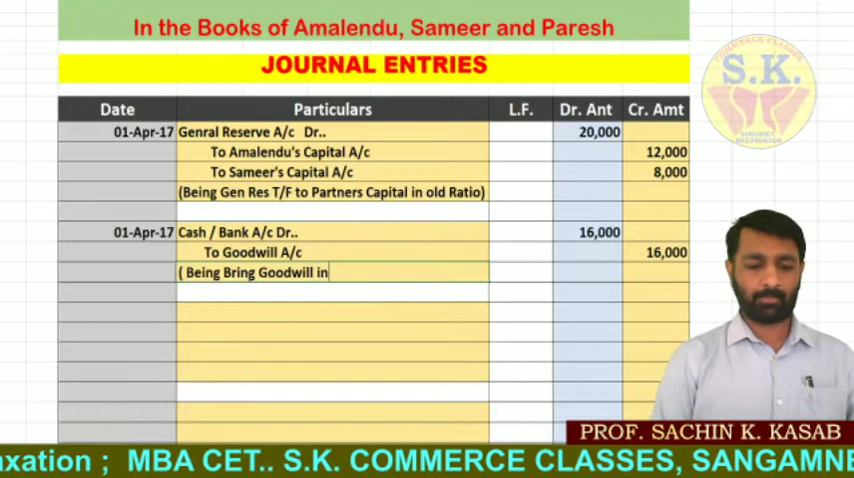 In the Books of Amalendu, Sameer and Paresh
JOURNAL ENTRIES
COMMERCE CLASSES
S.K.
Date Particulars L.F. Dr. Ant Cr. Amt
01-Apr-17 Genral Reserve A/c Dr.. 20,000
To Amalendu's Capital A/c 12,000
To Sameer's Capital A/c 8,000
(Being Gen Res T/F to Partners Capital in old Ratio)
01-Apr-17 Cash / Bank A/c Dr.. 16,000
To Goodwill A/c 16,000
( Being Bring Goodwill in
PROF. SACHIN K. KASAB
axation ; MBA CET.. S.K. COMMERCE CLASSES, SANGAMNE